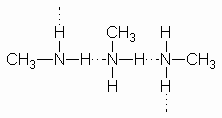 H CH₃ H
CH₃—N—H···N—H···N—CH₃
H H H